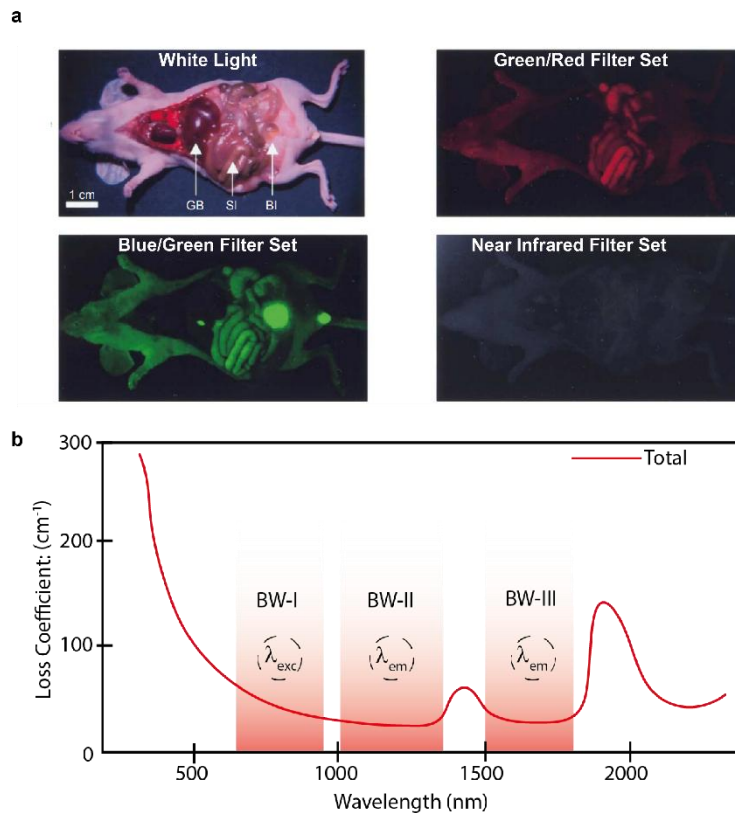 a
White Light
GB
SI
BI
1 cm
Green/Red Filter Set
Blue/Green Filter Set
Near Infrared Filter Set
b
Loss Coefficient: (cm⁻¹)
300
200
100
0
Total
BW-I
BW-II
BW-III
λexc
λem
λem
500
1000
1500
2000
Wavelength (nm)